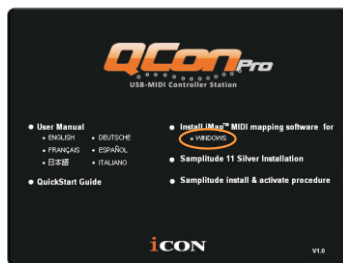 QCon Pro
USB-MIDI Controller Station
User Manual
• ENGLISH
• DEUTSCHE
• FRANÇAIS
• ESPAÑOL
• 日本語
• ITALIANO
QuickStart Guide
Install iMap™ MIDI mapping software for
• WINDOWS
Samplitude 11 Silver Installation
Samplitude install & activate procedure
iCON
V1.0